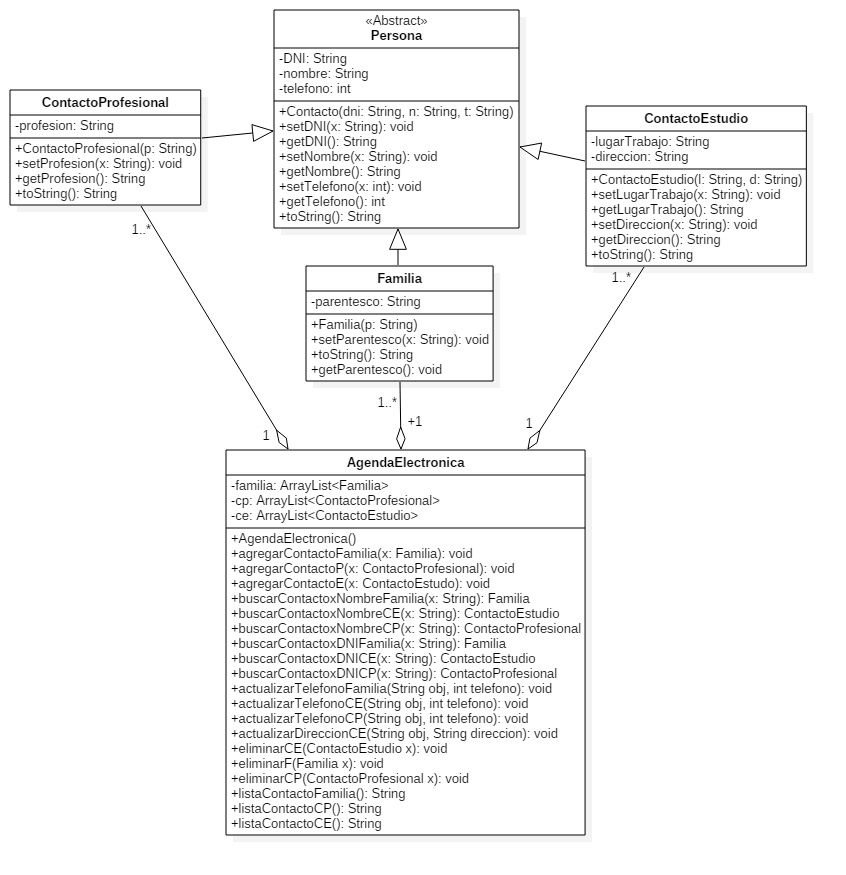 «Abstract»
Persona
-DNI: String
-nombre: String
-telefono: int
+Contacto(dni: String, n: String, t: String)
+setDNI(x: String): void
+getDNI(): String
+setNombre(x: String): void
+getNombre(): String
+setTelefono(x: int): void
+getTelefono(): int
+toString(): String
ContactoProfesional
-profesion: String
+ContactoProfesional(p: String)
+setProfesion(x: String): void
+getProfesion(): String
+toString(): String
1..*
ContactoEstudio
-lugarTrabajo: String
-direccion: String
+ContactoEstudio(l: String, d: String)
+setLugarTrabajo(x: String): void
+getLugarTrabajo(): String
+setDireccion(x: String): void
+getDireccion(): String
+toString(): String
1..*
Familia
-parentesco: String
+Familia(p: String)
+setParentesco(x: String): void
+toString(): String
+getParentesco(): void
1..*
+1
1
1
AgendaElectronica
-familia: ArrayList<Familia>
-cp: ArrayList<ContactoProfesional>
-ce: ArrayList<ContactoEstudio>
+AgendaElectronica()
+agregarContactoFamilia(x: Familia): void
+agregarContactoP(x: ContactoProfesional): void
+agregarContactoE(x: ContactoEstudo): void
+buscarContactoxNombreFamilia(x: String): Familia
+buscarContactoxNombreCE(x: String): ContactoEstudio
+buscarContactoxNombreCP(x: String): ContactoProfesional
+buscarContactoxDNIFamilia(x: String): Familia
+buscarContactoxDNICE(x: String): ContactoEstudio
+buscarContactoxDNICP(x: String): ContactoProfesional
+actualizarTelefonoFamilia(String obj, int telefono): void
+actualizarTelefonoCE(String obj, int telefono): void
+actualizarTelefonoCP(String obj, int telefono): void
+actualizarDireccionCE(String obj, String direccion): void
+eliminarCE(ContactoEstudio x): void
+eliminarF(Familia x): void
+eliminarCP(ContactoProfesional x): void
+listaContactoFamilia(): String
+listaContactoCP(): String
+listaContactoCE(): String